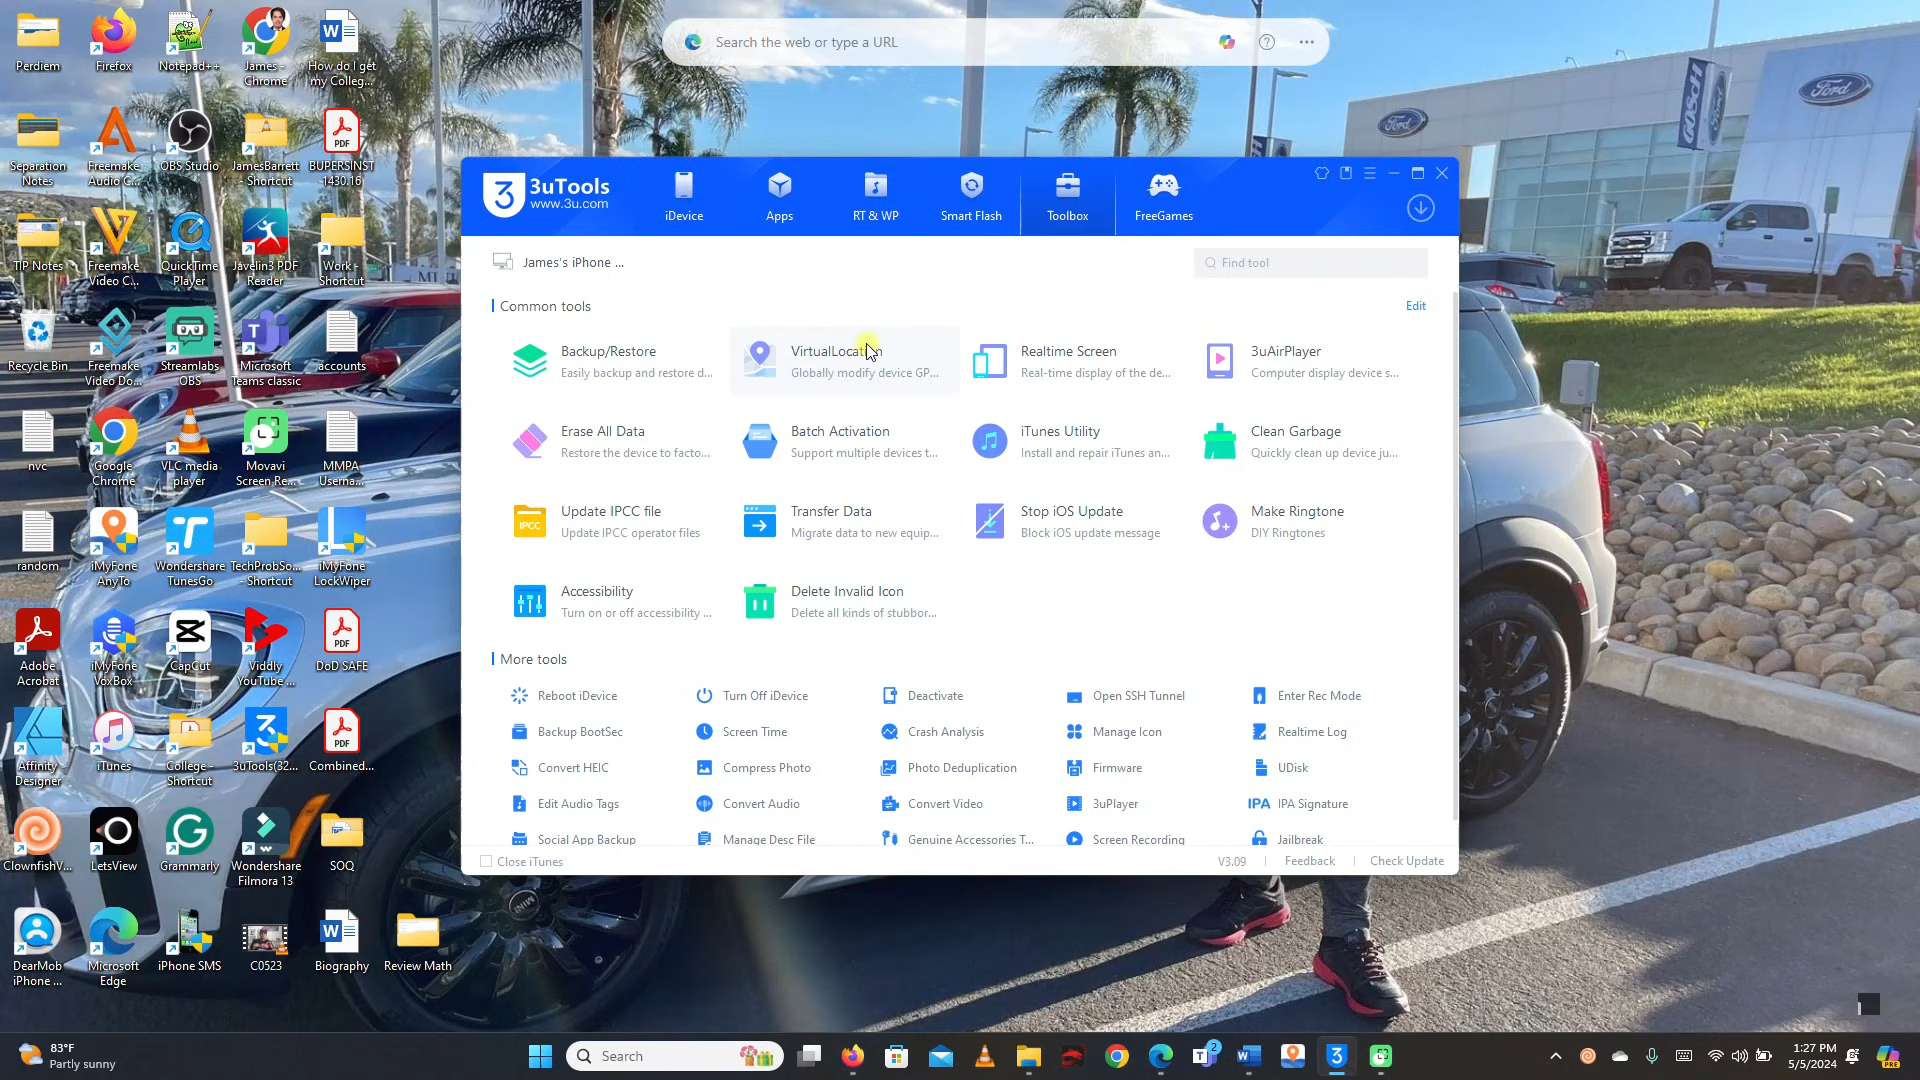 Search the web or type a URL
Perdiem
Firefox
Notepad++
James - Chrome
How do I get my Colleg...
Separation Notes
Freemake Audio C...
OBS Studio
JamesBarrett - Shortcut
BUPERSINST 1430.16
TIP Notes
Freemake Video C...
QuickTime Player
Javelin3 PDF Reader
Work - Shortcut
Recycle Bin
Freemake Video Do...
Streamlabs OBS
Microsoft Teams classic
accounts
nvc
Google Chrome
VLC media player
Movavi Screen Re...
MMPA Userna...
random
iMyFone AnyTo
Wondershare TunesGo
TechProbSo... - Shortcut
iMyFone LockWiper
Adobe Acrobat
iMyFone VoxBox
CapCut
Viddly YouTube ...
DoD SAFE
Affinity Designer
iTunes
College - Shortcut
3uTools(32...
Combined...
ClownfishV...
LetsView
Grammarly
Wondershare Filmora 13
SOQ
DearMob iPhone ...
Microsoft Edge
iPhone SMS
C0523
Biography
Review Math
3uTools
www.3u.com
iDevice
Apps
RT & WP
Smart Flash
Toolbox
FreeGames
James's iPhone ...
Find tool
Common tools
Edit
Backup/Restore
Easily backup and restore d...
VirtualLocation
Globally modify device GP...
Realtime Screen
Real-time display of the de...
3uAirPlayer
Computer display device s...
Erase All Data
Restore the device to facto...
Batch Activation
Support multiple devices t...
iTunes Utility
Install and repair iTunes an...
Clean Garbage
Quickly clean up device ju...
IPCC
Update IPCC file
Update IPCC operator files
Transfer Data
Migrate data to new equip...
Stop iOS Update
Block iOS update message
Make Ringtone
DIY Ringtones
Accessibility
Turn on or off accessibility ...
Delete Invalid Icon
Delete all kinds of stubbor...
More tools
Reboot iDevice
Turn Off iDevice
Deactivate
Open SSH Tunnel
Enter Rec Mode
Backup BootSec
Screen Time
Crash Analysis
Manage Icon
Realtime Log
Convert HEIC
Compress Photo
Photo Deduplication
Firmware
UDisk
Edit Audio Tags
Convert Audio
Convert Video
3uPlayer
IPA IPA Signature
Social App Backup
Manage Desc File
Genuine Accessories T...
Screen Recording
Jailbreak
Close iTunes
V3.09
Feedback
Check Update
Ford
Ford
GOSCH
Ford
MINI
83°F
Partly sunny
Search
2
1:27 PM
5/5/2024
PRE